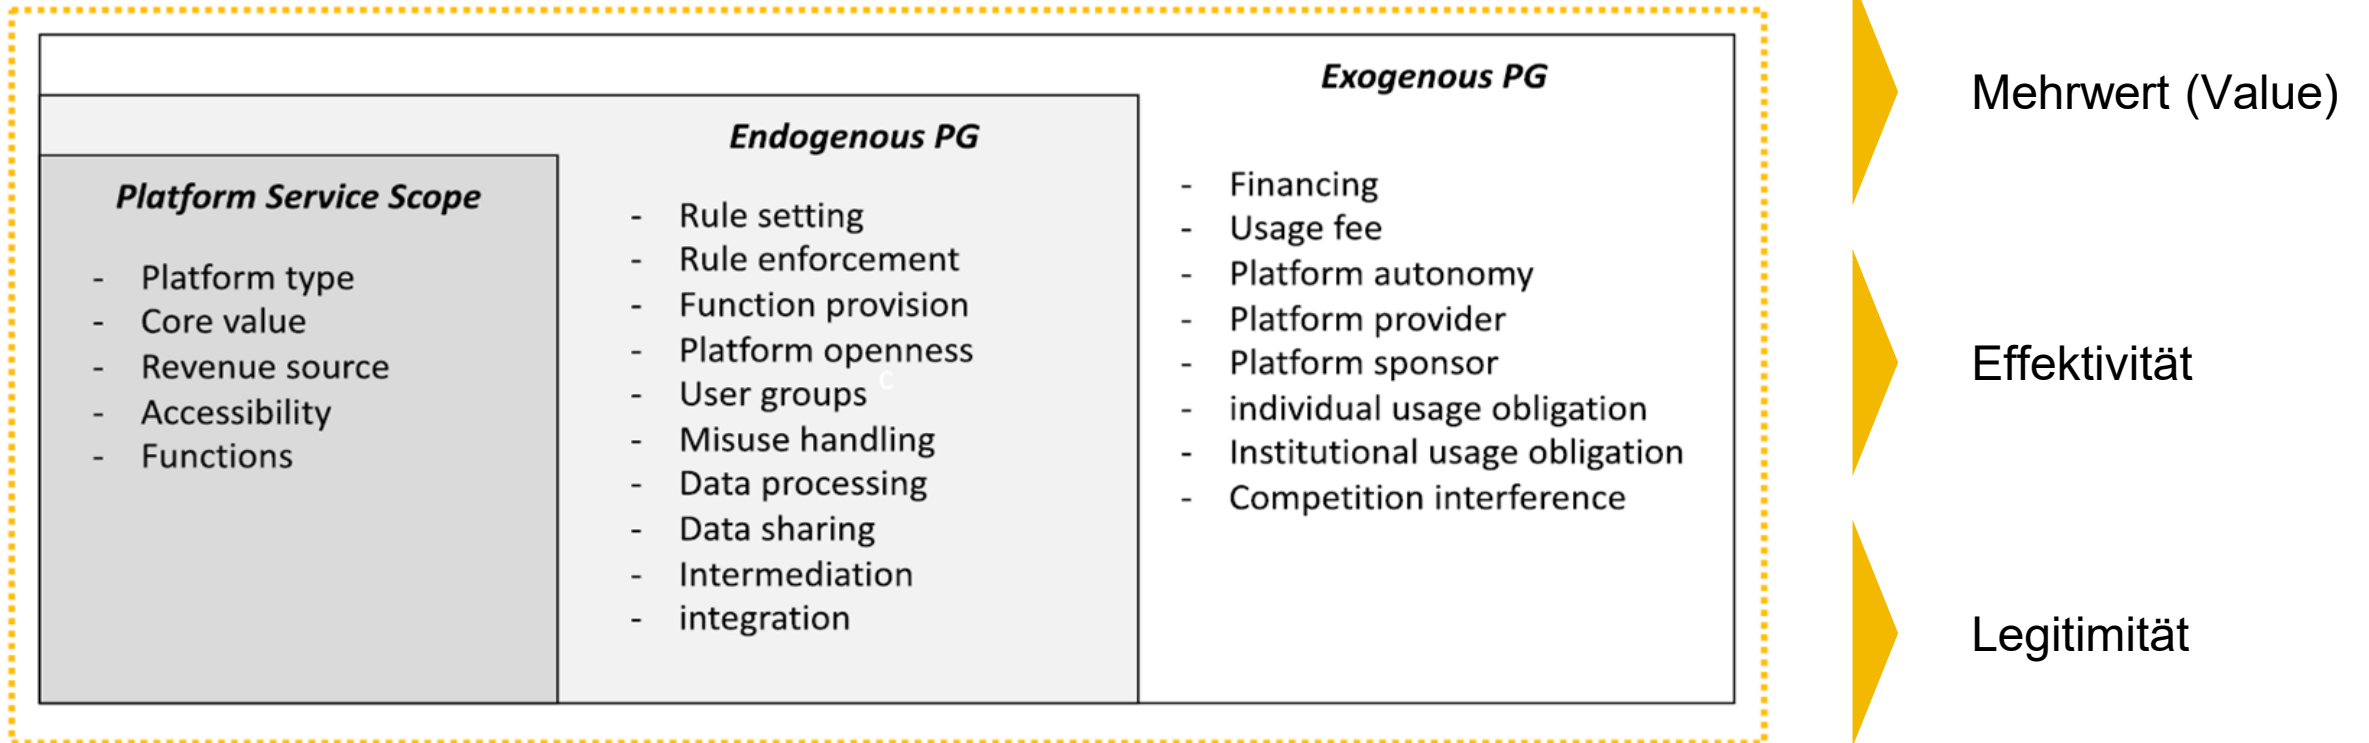 Exogenous PG
- Financing
- Usage fee
- Platform autonomy
- Platform provider
- Platform sponsor
- individual usage obligation
- Institutional usage obligation
- Competition interference
Endogenous PG
- Rule setting
- Rule enforcement
- Function provision
- Platform openness
- User groups
c
- Misuse handling
- Data processing
- Data sharing
- Intermediation
- integration
Platform Service Scope
- Platform type
- Core value
- Revenue source
- Accessibility
- Functions
Mehrwert (Value)
Effektivität
Legitimität